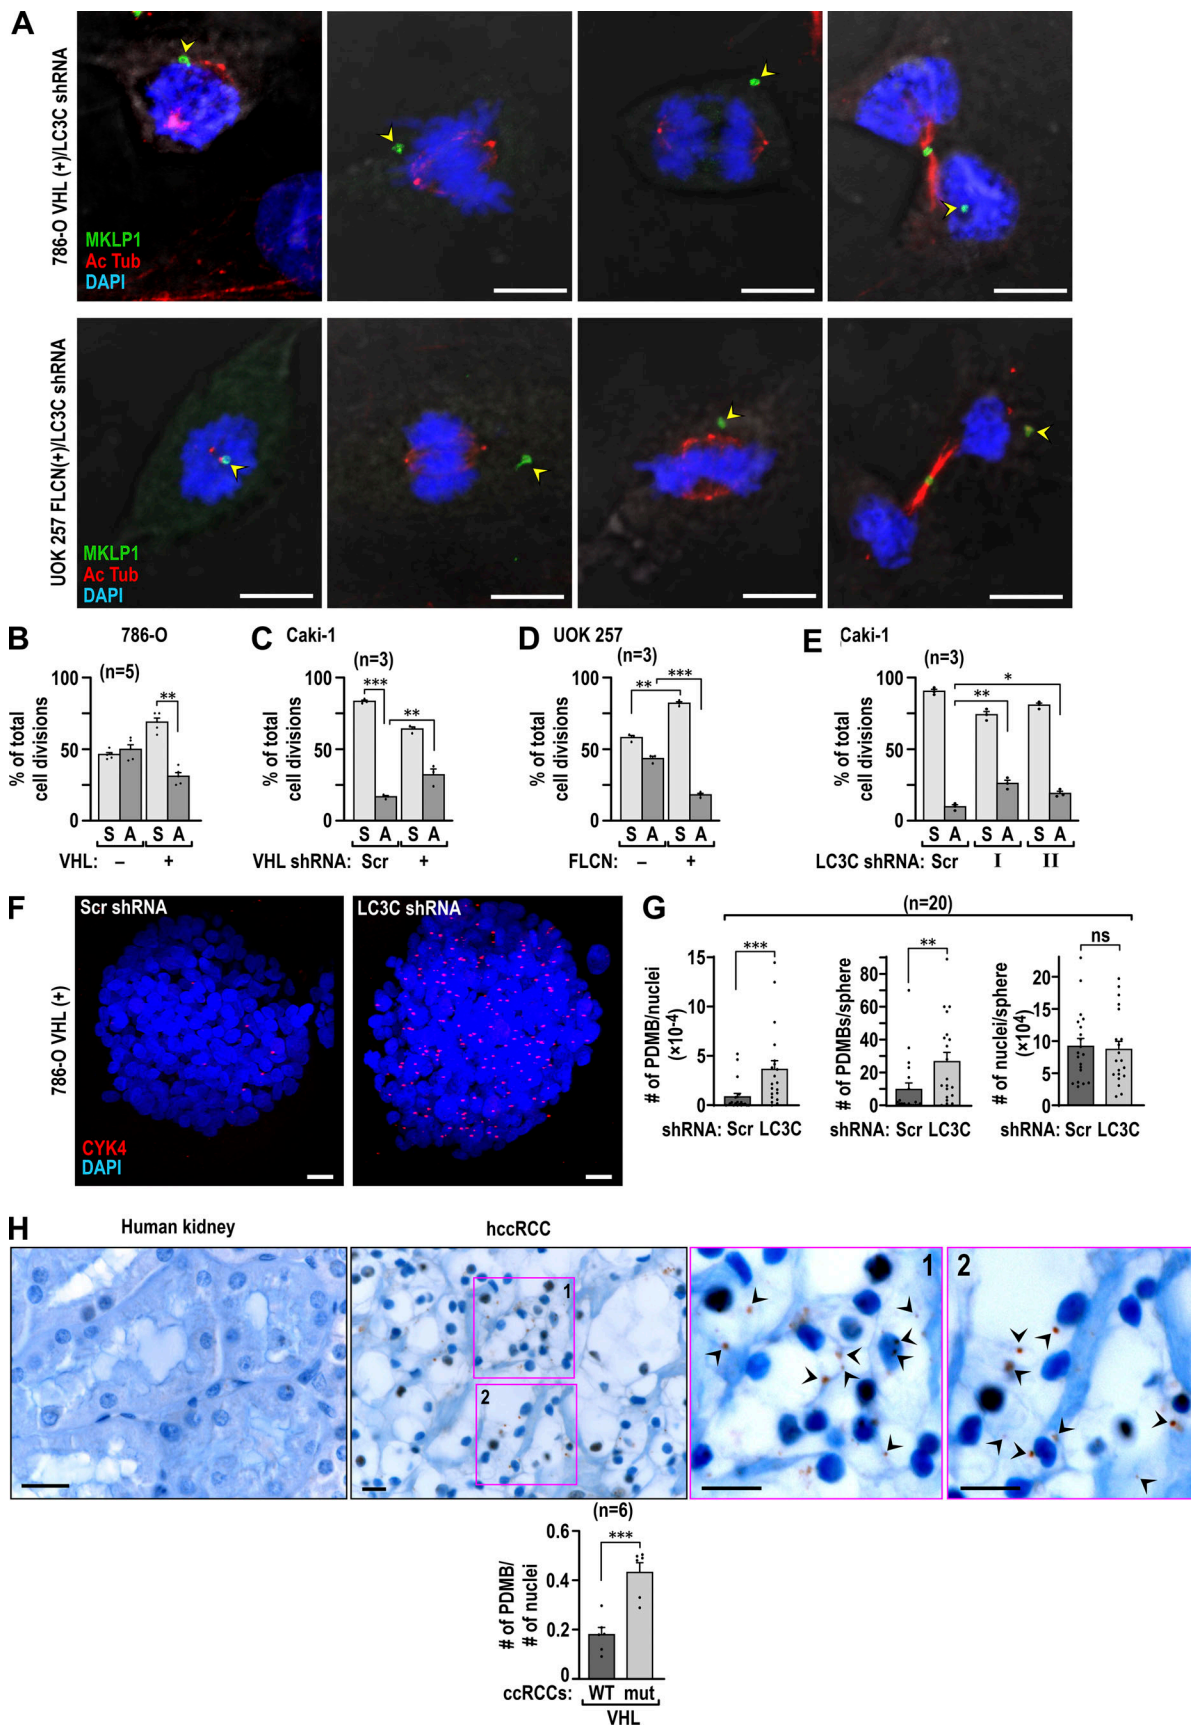 A
786-O VHL (+)/LC3C shRNA
MKLP1
Ac Tub
DAPI
UOK 257 FLCN(+)/LC3C shRNA
MKLP1
Ac Tub
DAPI
B
786-O
(n=5)
**
% of total
cell divisions
100
50
0
S A S A
VHL: – +
C
Caki-1
(n=3)
***
**
% of total
cell divisions
100
50
0
S A S A
VHL shRNA: Scr +
D
UOK 257
(n=3)
** ***
% of total
cell divisions
100
50
0
S A S A
FLCN: – +
E
Caki-1
(n=3)
*
**
% of total
cell divisions
100
50
0
S A S A S A
LC3C shRNA: Scr I II
F
786-O VHL (+)
Scr shRNA
LC3C shRNA
CYK4
DAPI
G
(n=20)
***
# of PDMB/nuclei
(×10-4)
15
10
5
0
shRNA: Scr LC3C
**
# of PDMBs/sphere
80
60
40
20
0
shRNA: Scr LC3C
ns
# of nuclei/sphere
(×10⁴)
20
15
10
5
0
shRNA: Scr LC3C
H
Human kidney
hccRCC
1
2
1
2
(n=6)
***
# of PDMB/
# of nuclei
0.6
0.4
0.2
0
ccRCCs: WT mut
VHL